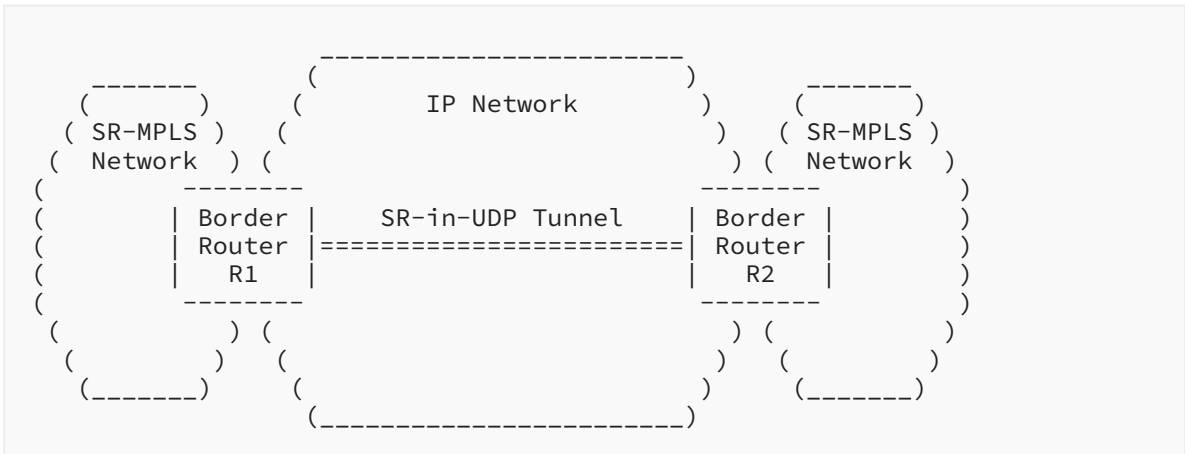 IP Network
SR-MPLS SR-MPLS
Network Network
Border SR-in-UDP Tunnel Border
Router Router
R1 R2